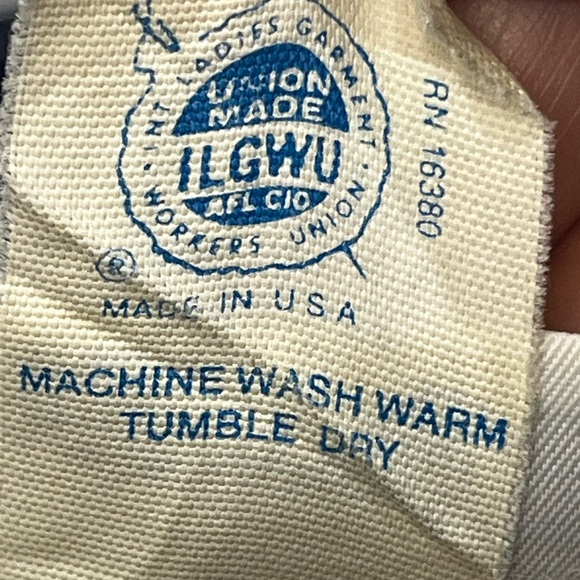 INT LADIES GARMENT
UNION
MADE
ILGWU
AFL CIO
WORKERS UNION
®
RN 16380
MADE IN USA
MACHINE WASH WARM
TUMBLE DRY